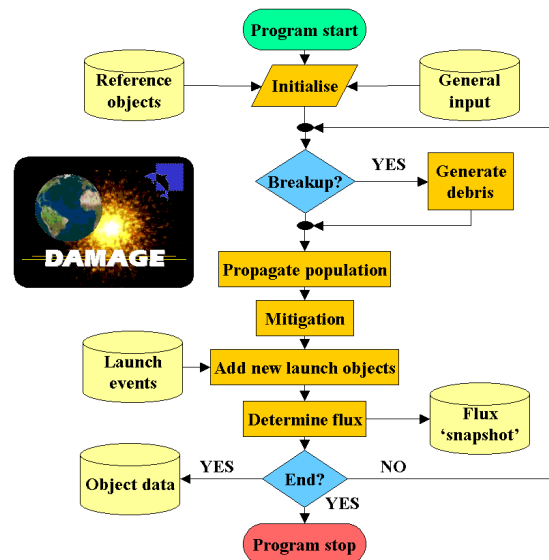 Program start
Reference
objects
Initialise
General
input
Breakup?
YES
Generate
debris
DAMAGE
Propagate population
Mitigation
Launch
events
Add new launch objects
Determine flux
Flux
‘snapshot’
Object data
YES
End?
NO
YES
Program stop